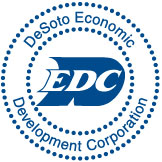 DeSoto Economic
EDC
Development Corporation